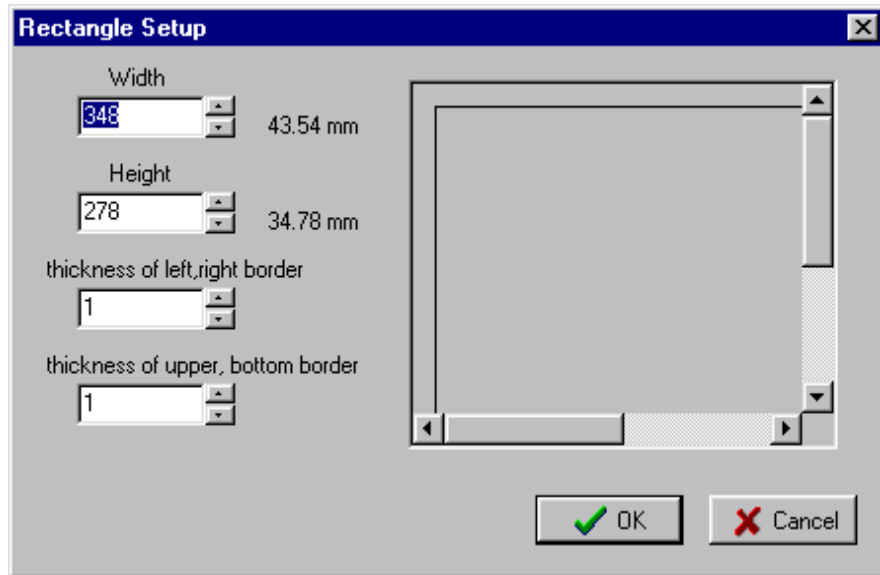 Rectangle Setup
Width
348
43.54 mm
Height
278
34.78 mm
thickness of left,right border
1
thickness of upper, bottom border
1
OK
Cancel